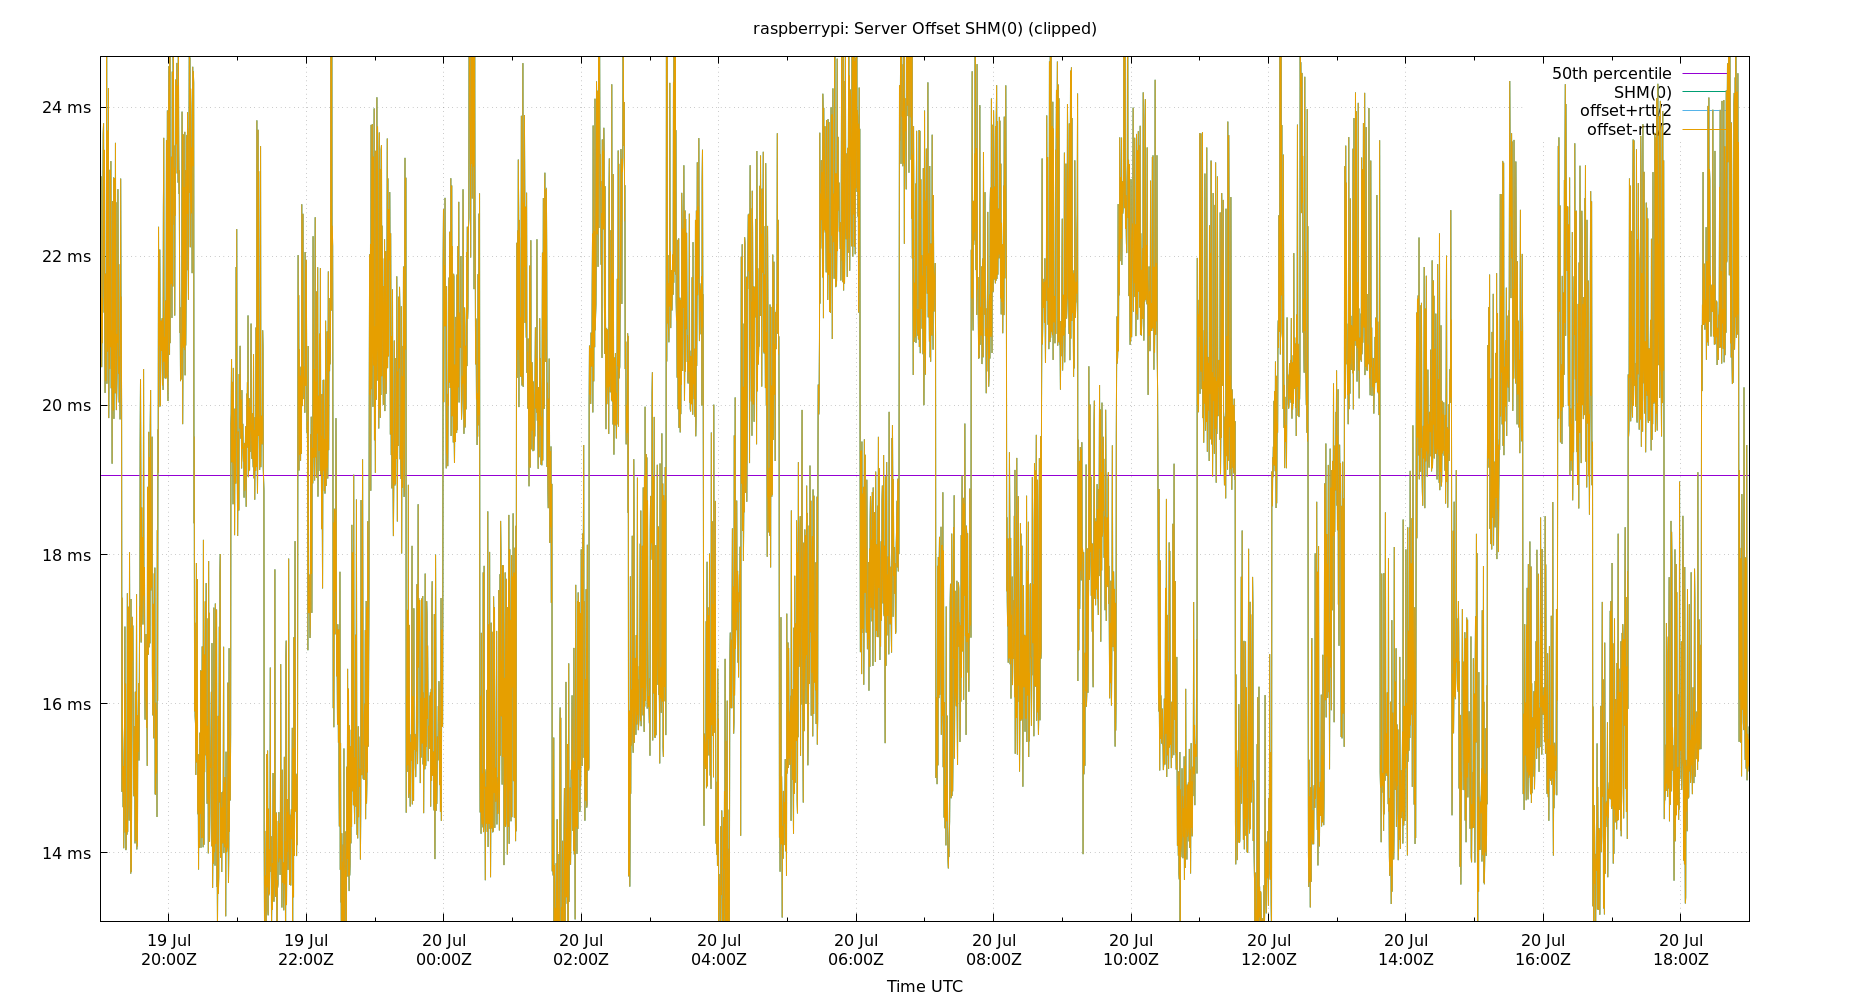 raspberrypi: Server Offset SHM(0) (clipped)
50th percentile
SHM(0)
offset+rtt/2
offset-rtt/2
24 ms
22 ms
20 ms
18 ms
16 ms
14 ms
19 Jul 19 Jul 20 Jul 20 Jul 20 Jul 20 Jul 20 Jul 20 Jul 20 Jul 20 Jul 20 Jul 20 Jul
20:00Z 22:00Z 00:00Z 02:00Z 04:00Z 06:00Z 08:00Z 10:00Z 12:00Z 14:00Z 16:00Z 18:00Z
Time UTC